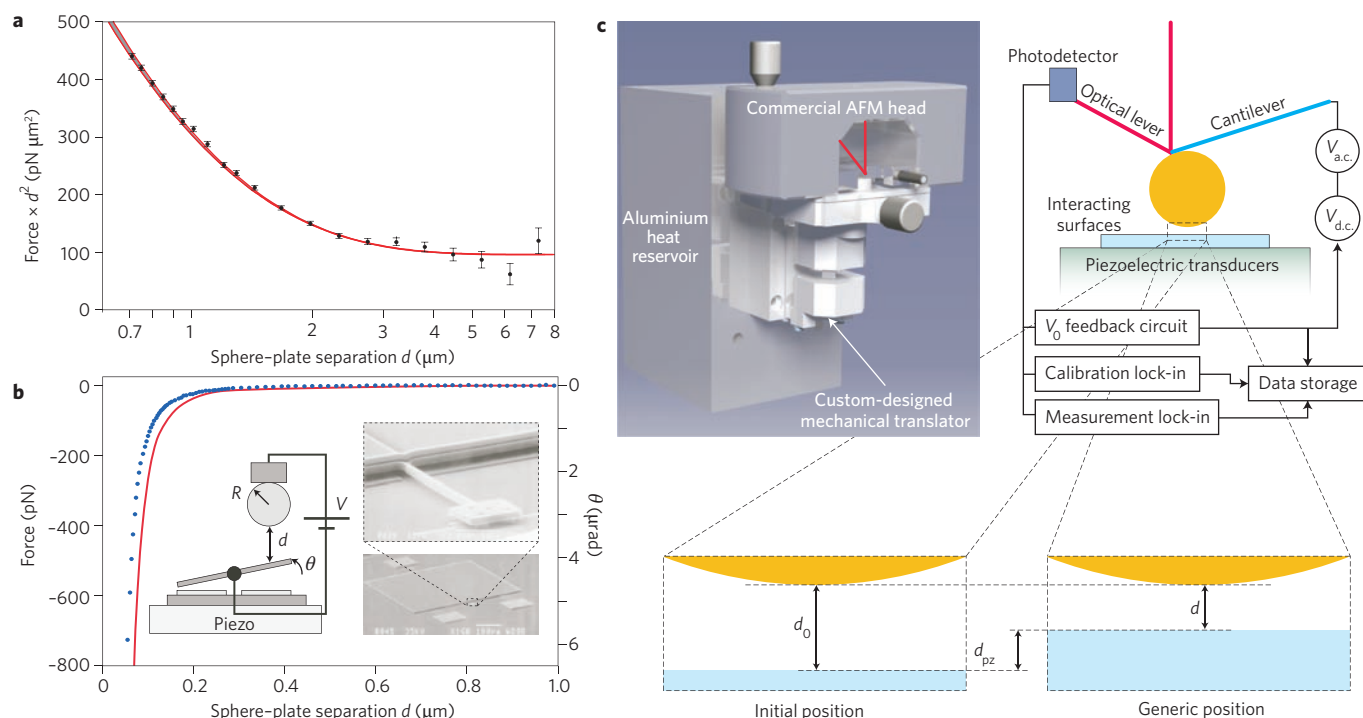 a
500
400
300
200
100
0
Force × d² (pN μm²)
0.7
1
2
3
4
5
6
7
8
Sphere–plate separation d (μm)
b
0
-200
-400
-600
-800
Force (pN)
0
2
4
6
θ (μrad)
R
V
d
θ
Piezo
0
0.2
0.4
0.6
0.8
1.0
Sphere–plate separation d (μm)
c
Commercial AFM head
Aluminium
heat
reservoir
Custom-designed
mechanical translator
Photodetector
Optical lever
Cantilever
Va.c.
Vd.c.
Interacting
surfaces
Piezoelectric transducers
V0 feedback circuit
Calibration lock-in
Data storage
Measurement lock-in
d0
dpz
d
Initial position
Generic position